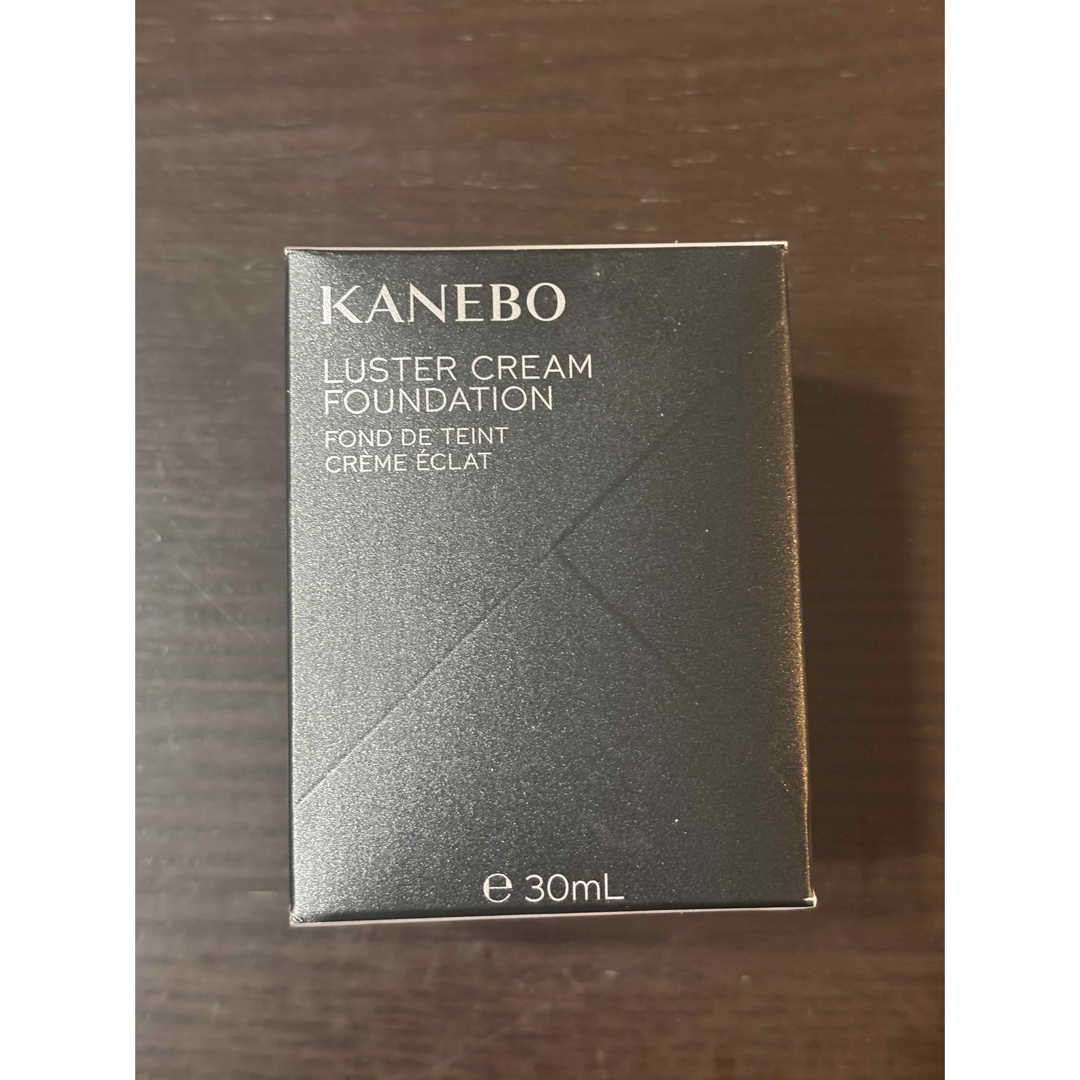 KANEBO
LUSTER CREAM
FOUNDATION
FOND DE TEINT
CRÈME ÉCLAT
℮ 30mL